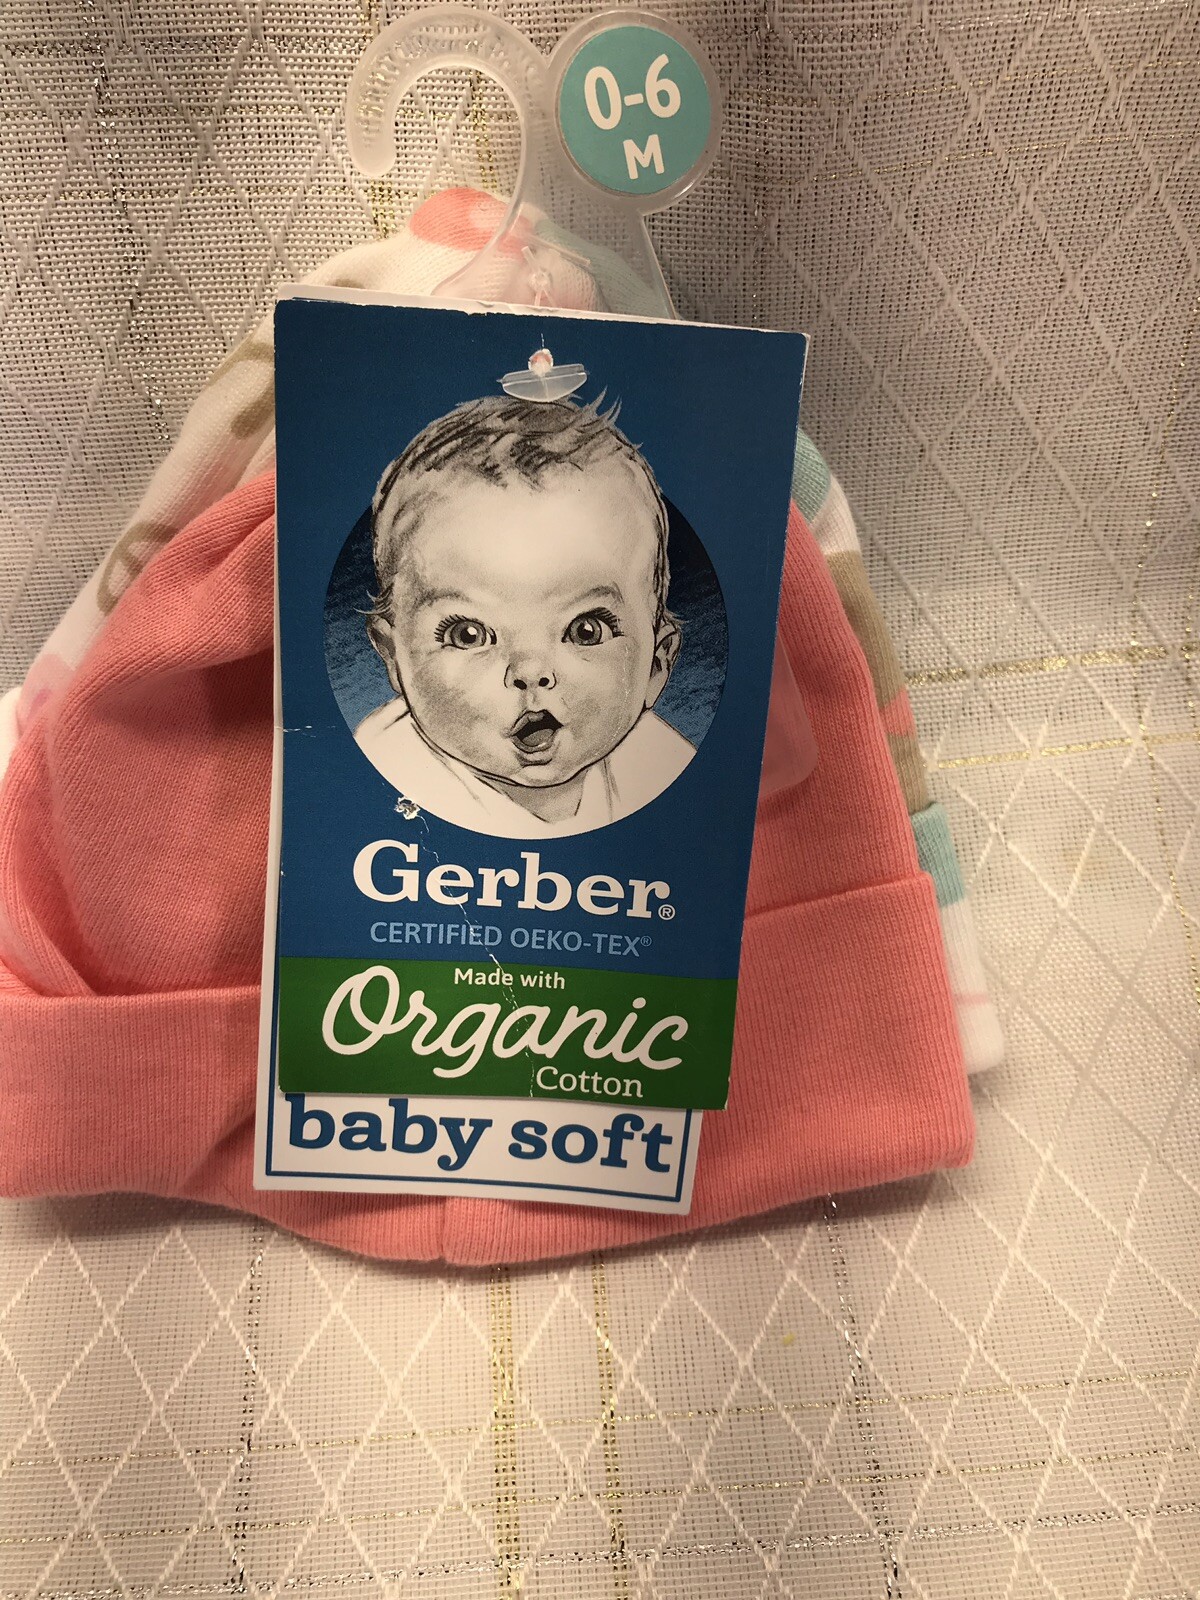 0-6
M
Gerber®
CERTIFIED OEKO-TEX®
Made with
Organic
Cotton
baby soft